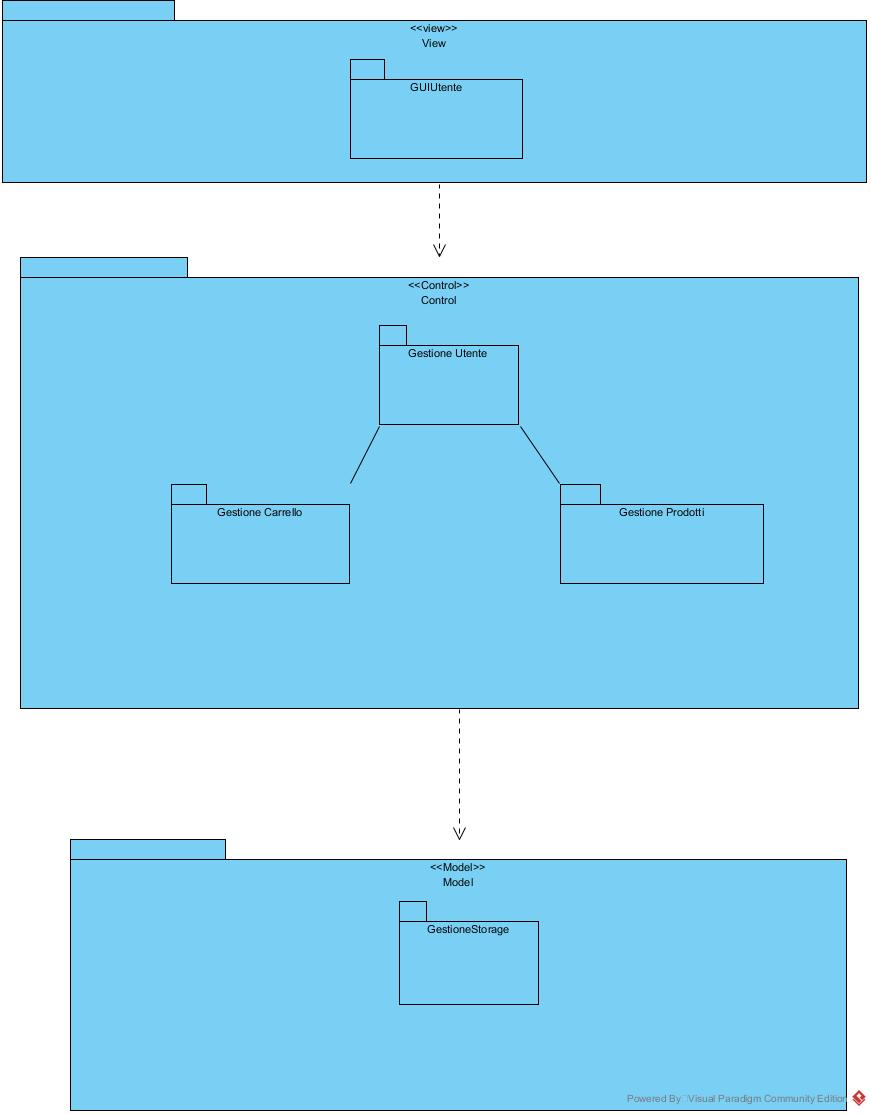 <<view>>
View
GUIUtente
<<Control>>
Control
Gestione Utente
Gestione Carrello
Gestione Prodotti
<<Model>>
Model
GestioneStorage
Powered By Visual Paradigm Community Edition